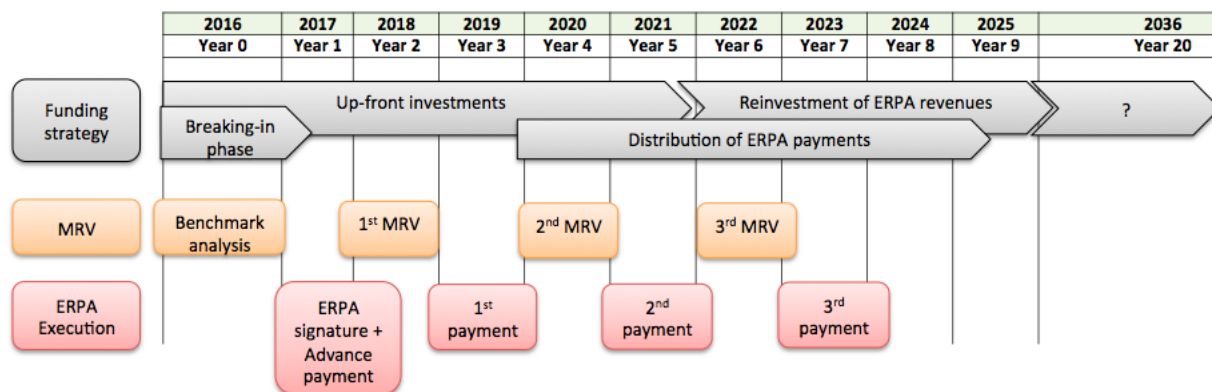 2016 2017 2018 2019 2020 2021 2022 2023 2024 2025 2036
Year 0 Year 1 Year 2 Year 3 Year 4 Year 5 Year 6 Year 7 Year 8 Year 9 Year 20
Funding
strategy
Up-front investments
Reinvestment of ERPA revenues
?
Breaking-in
phase
Distribution of ERPA payments
MRV
Benchmark
analysis
1st MRV
2nd MRV
3rd MRV
ERPA
Execution
ERPA
signature +
Advance
payment
1st
payment
2nd
payment
3rd
payment